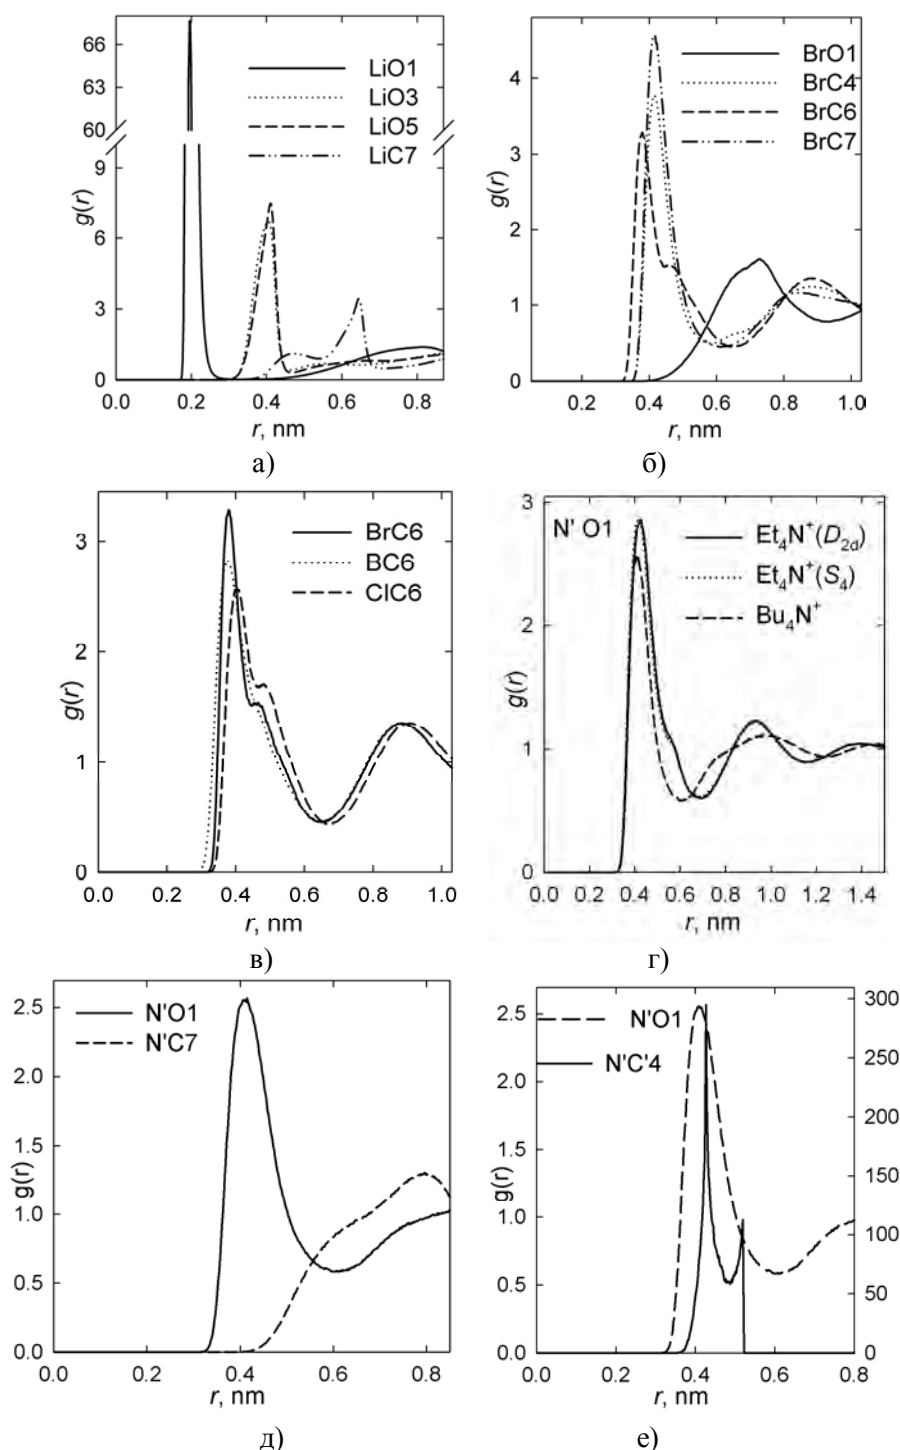 66
63
60
9
6
3
0
g(r)
LiO1
LiO3
LiO5
LiC7
0.0 0.2 0.4 0.6 0.8
r, nm
а)
4
3
2
1
0
g(r)
BrO1
BrC4
BrC6
BrC7
0.2 0.4 0.6 0.8 1.0
r, nm
б)
3
2
1
0
g(r)
BrC6
BC6
ClC6
0.0 0.2 0.4 0.6 0.8 1.0
r, nm
в)
3
2
1
0
g(r)
N' O1
Et₄N⁺(D₂d)
Et₄N⁺(S₄)
Bu₄N⁺
0.0 0.2 0.4 0.6 0.8 1.0 1.2 1.4
r, nm
г)
2.5
2.0
1.5
1.0
0.5
0.0
g(r)
N'O1
N'C7
0.0 0.2 0.4 0.6 0.8
r, nm
д)
2.5
2.0
1.5
1.0
0.5
0.0
g(r)
N'O1
N'C'4
300
250
200
150
100
50
0
0.0 0.2 0.4 0.6 0.8
r, nm
е)